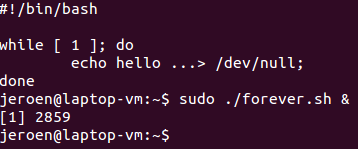 #!/bin/bash
while [ 1 ]; do
        echo hello ...> /dev/null;
done
jeroen@laptop-vm:~$ sudo ./forever.sh &
[1] 2859
jeroen@laptop-vm:~$